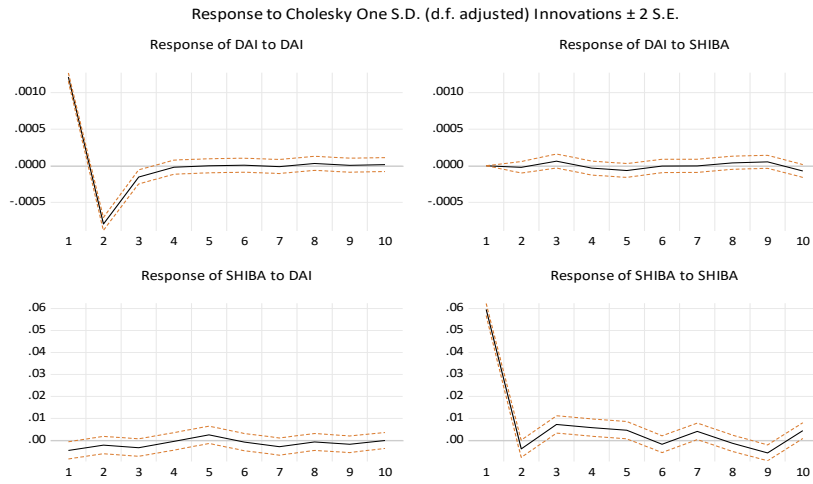 Response to Cholesky One S.D. (d.f. adjusted) Innovations ± 2 S.E.
Response of DAI to DAI
.0010
.0005
.0000
-.0005
1 2 3 4 5 6 7 8 9 10
Response of DAI to SHIBA
.0010
.0005
.0000
-.0005
1 2 3 4 5 6 7 8 9 10
Response of SHIBA to DAI
.06
.05
.04
.03
.02
.01
.00
1 2 3 4 5 6 7 8 9 10
Response of SHIBA to SHIBA
.06
.05
.04
.03
.02
.01
.00
1 2 3 4 5 6 7 8 9 10